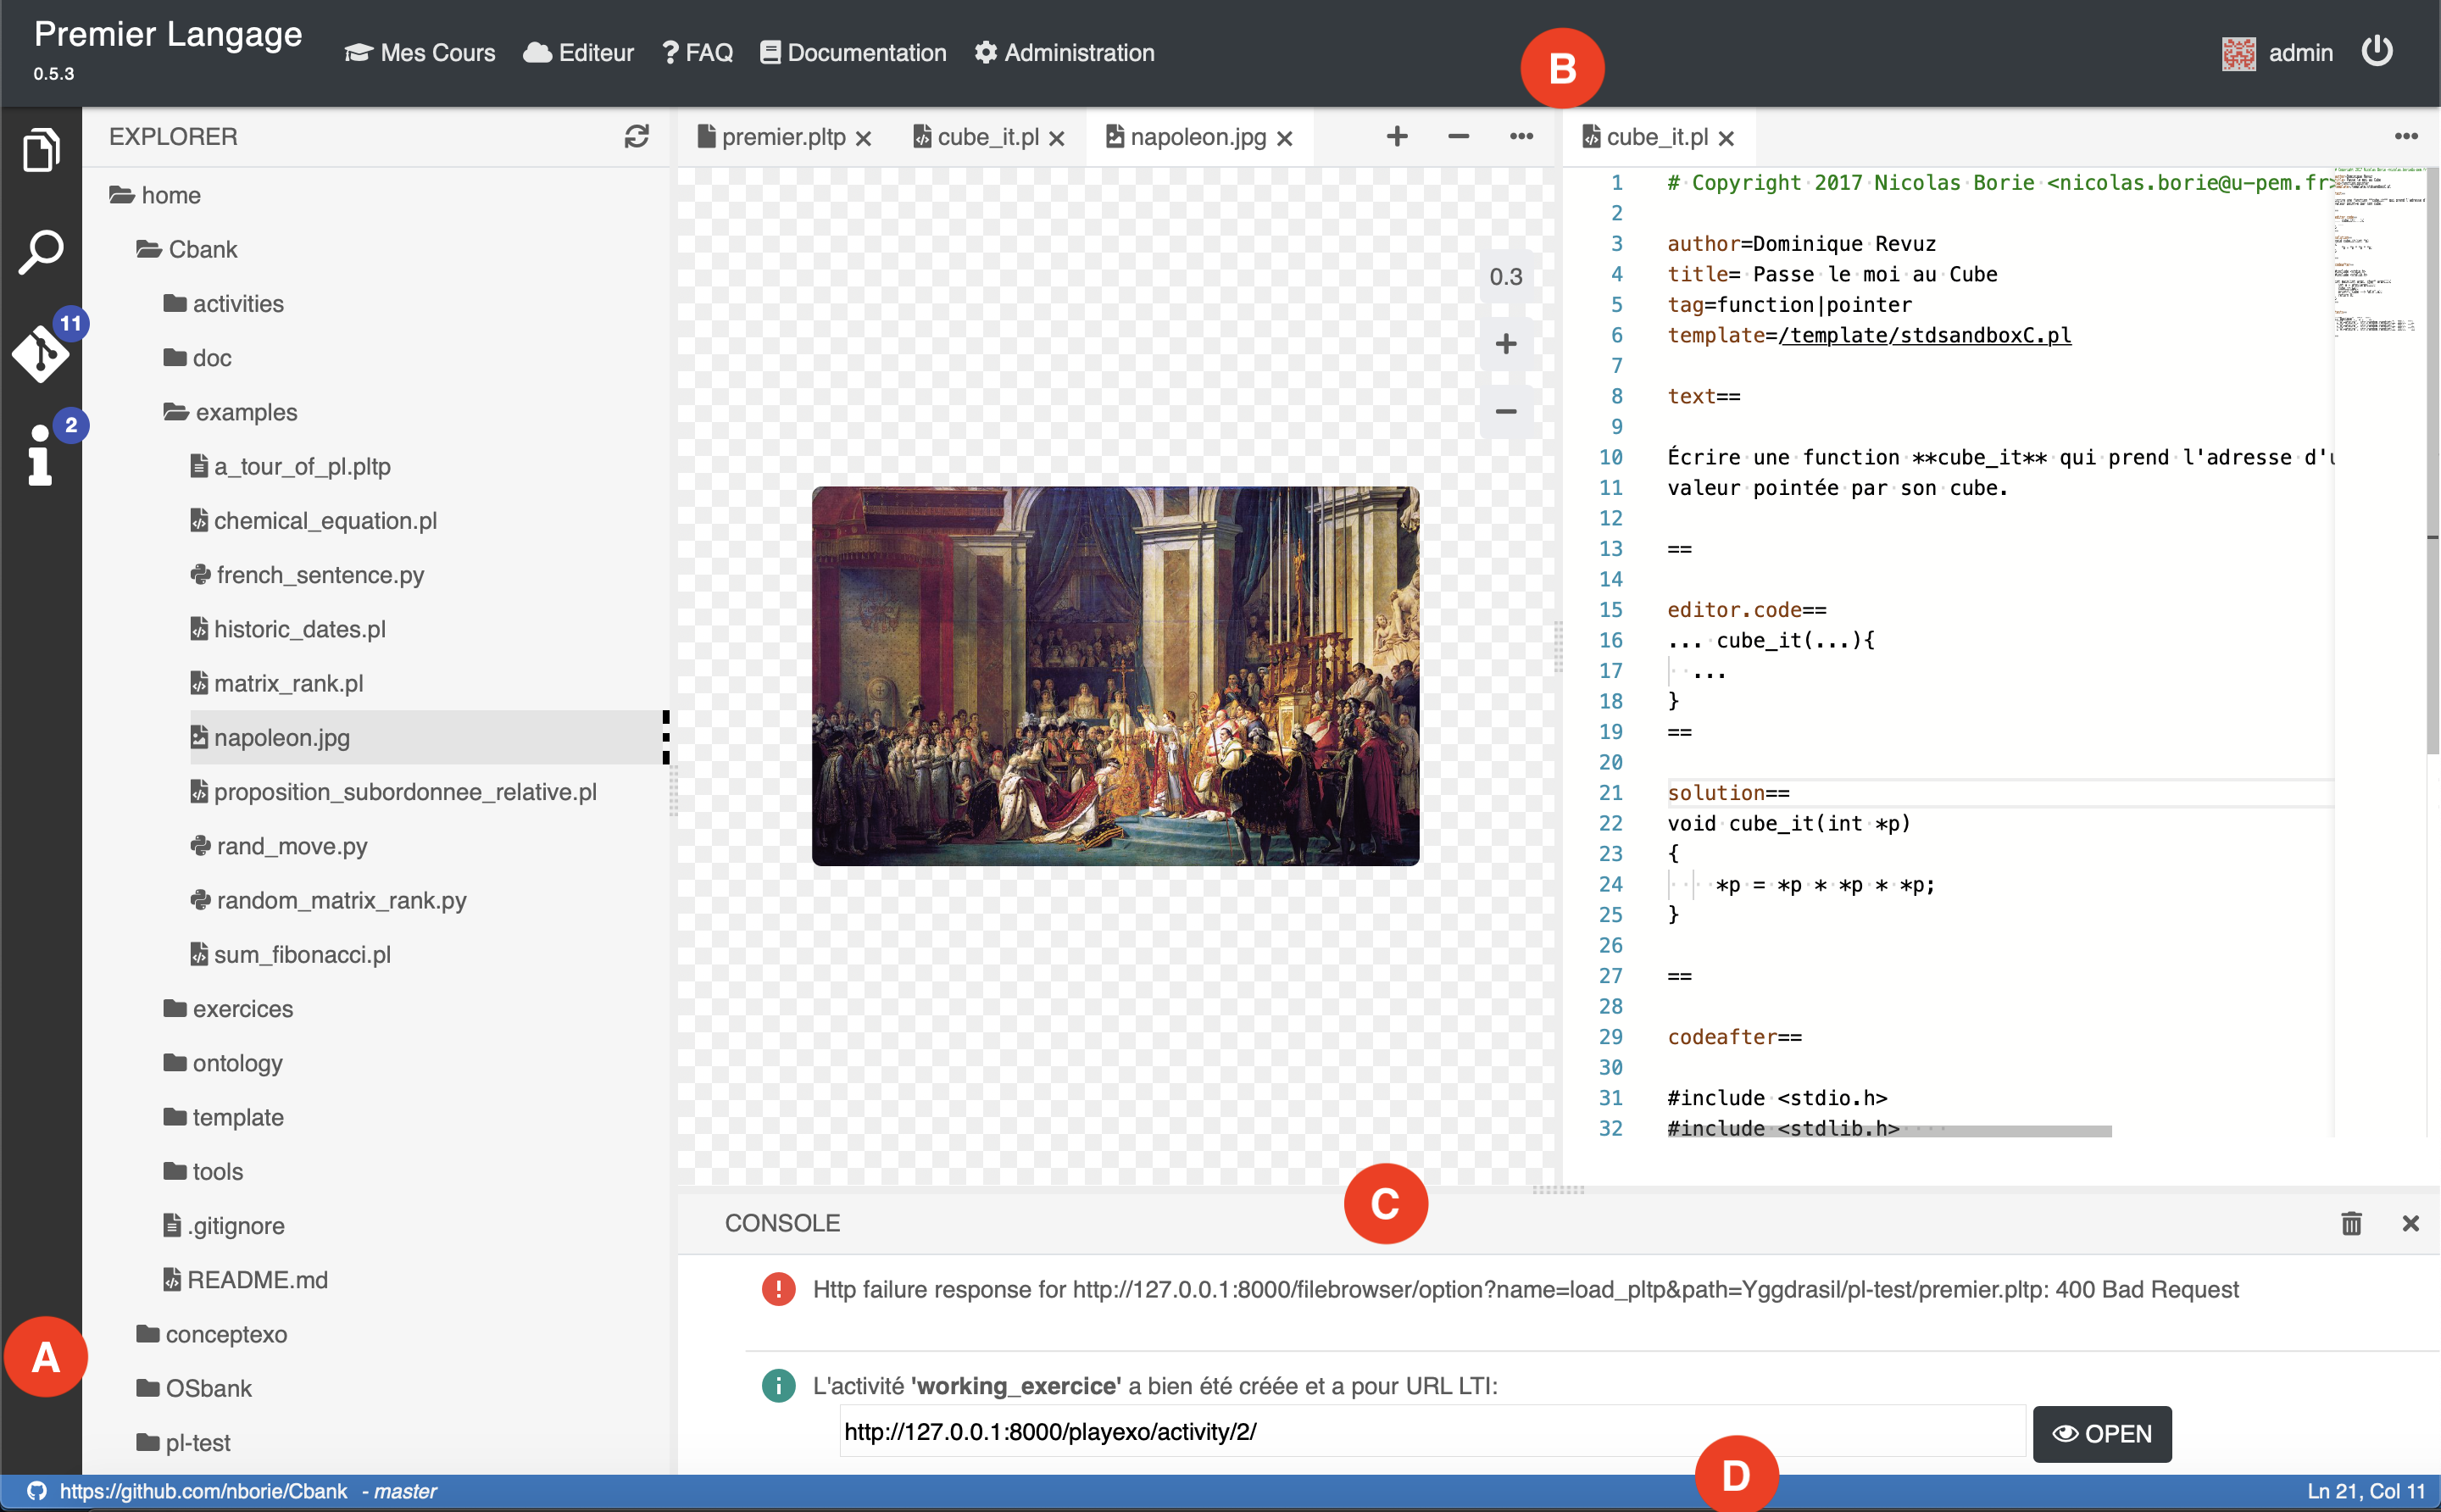 Premier Langage
0.5.3
Mes Cours Editeur FAQ Documentation Administration
B
admin
EXPLORER
premier.pltp cube_it.pl napoleon.jpg
cube_it.pl
11
2
home
Cbank
activities
doc
examples
a_tour_of_pl.pltp
chemical_equation.pl
french_sentence.py
historic_dates.pl
matrix_rank.pl
napoleon.jpg
proposition_subordonnee_relative.pl
rand_move.py
random_matrix_rank.py
sum_fibonacci.pl
exercices
ontology
template
tools
.gitignore
README.md
conceptexo
OSbank
pl-test
A
0.3
1 # Copyright 2017 Nicolas Borie <nicolas.borie@u-pem.fr>
2
3 author=Dominique Revuz
4 title= Passe le moi au Cube
5 tag=function|pointer
6 template=/template/stdsandboxC.pl
7
8 text==
9
10 Écrire une function **cube_it** qui prend l'adresse d'u
11 valeur pointée par son cube.
12
13 ==
14
15 editor.code==
16 ... cube_it(...){
17 ...
18 }
19 ==
20
21 solution==
22 void cube_it(int *p)
23 {
24 *p = *p * *p * *p;
25 }
26
27 ==
28
29 codeafter==
30
31 #include <stdio.h>
32 #include <stdlib.h>
C
CONSOLE
Http failure response for http://127.0.0.1:8000/filebrowser/option?name=load_pltp&path=Yggdrasil/pl-test/premier.pltp: 400 Bad Request
L'activité 'working_exercice' a bien été créée et a pour URL LTI:
http://127.0.0.1:8000/playexo/activity/2/
OPEN
D
https://github.com/nborie/Cbank - master
Ln 21, Col 11